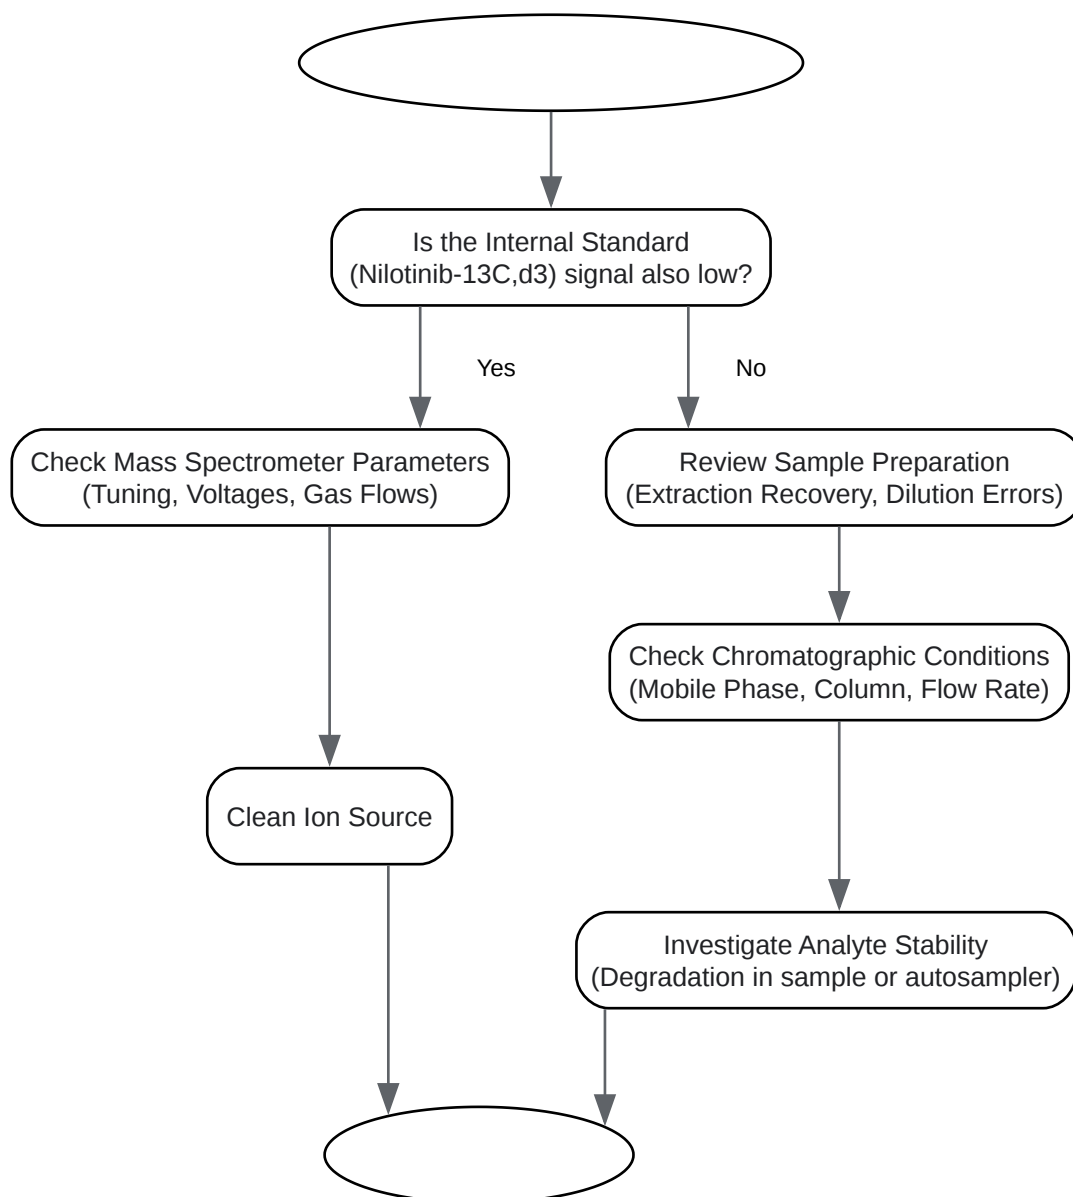 Is the Internal Standard
(Nilotinib-13C,d3) signal also low?
Yes
No
Check Mass Spectrometer Parameters
(Tuning, Voltages, Gas Flows)
Review Sample Preparation
(Extraction Recovery, Dilution Errors)
Check Chromatographic Conditions
(Mobile Phase, Column, Flow Rate)
Clean Ion Source
Investigate Analyte Stability
(Degradation in sample or autosampler)